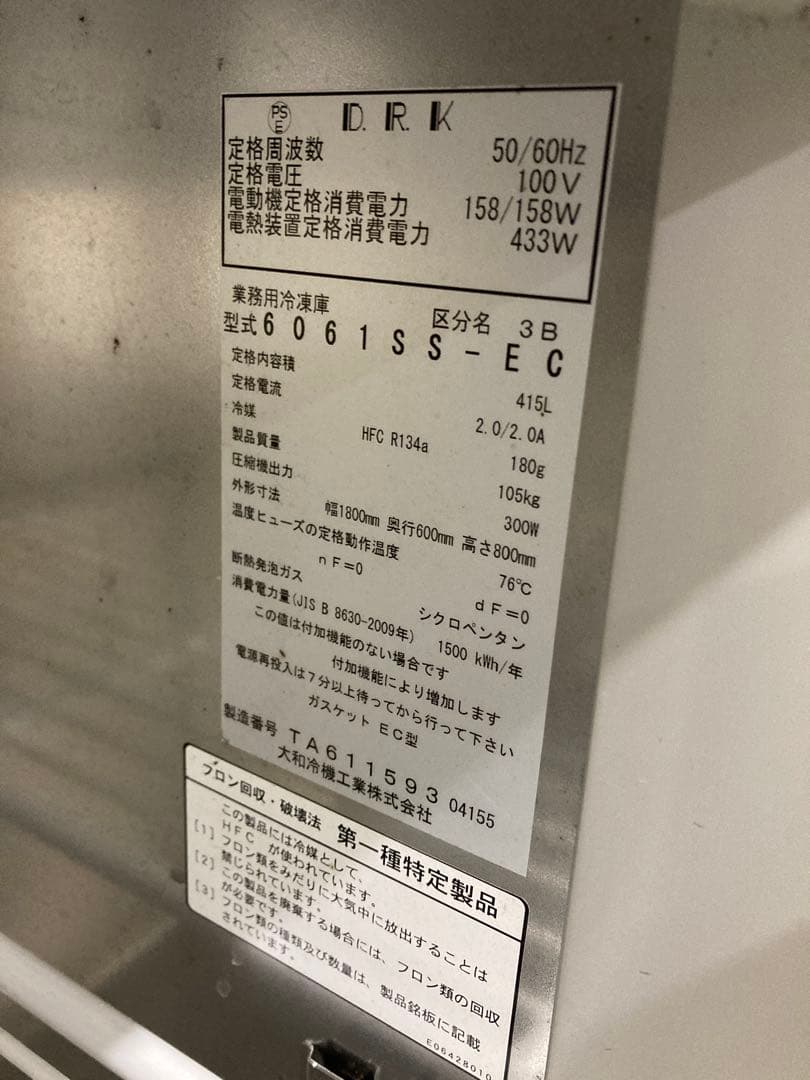 PS
E
D.R.K
定格周波数 50/60Hz
定格電圧 100V
電動機定格消費電力 158/158W
電熱装置定格消費電力 433W
業務用冷凍庫 区分名 3B
型式 6061SS-EC
定格内容積 415L
定格電流 2.0/2.0A
冷媒 HFC R134a 180g
製品質量 105kg
圧縮機出力 300W
外形寸法 幅1800mm 奥行600mm 高さ800mm
温度ヒューズの定格動作温度 76℃
nF=0 dF=0
断熱発泡ガス シクロペンタン
消費電力量(JIS B 8630-2009年) 1500 kWh/年
この値は付加機能のない場合です
付加機能により増加します
電源再投入は7分以上待ってから行って下さい
ガスケット EC型
製造番号 TA611593 04155
大和冷機工業株式会社
フロン回収・破壊法 第一種特定製品
この製品には冷媒として、
HFC が使われています。
[1] フロン類をみだりに大気中に放出することは
禁じられています。
[2] この製品を廃棄する場合には、フロン類の回収
が必要です。
[3] フロン類の種類及び数量は、製品銘板に記載
されています。
E06428010